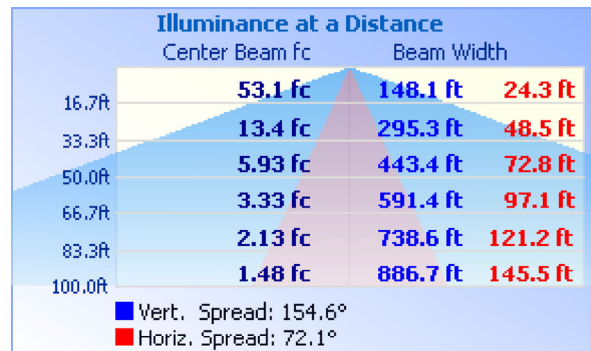 Illuminance at a Distance
Center Beam fc Beam Width
16.7ft 53.1 fc 148.1 ft 24.3 ft
33.3ft 13.4 fc 295.3 ft 48.5 ft
50.0ft 5.93 fc 443.4 ft 72.8 ft
66.7ft 3.33 fc 591.4 ft 97.1 ft
83.3ft 2.13 fc 738.6 ft 121.2 ft
100.0ft 1.48 fc 886.7 ft 145.5 ft
Vert. Spread: 154.6°
Horiz. Spread: 72.1°